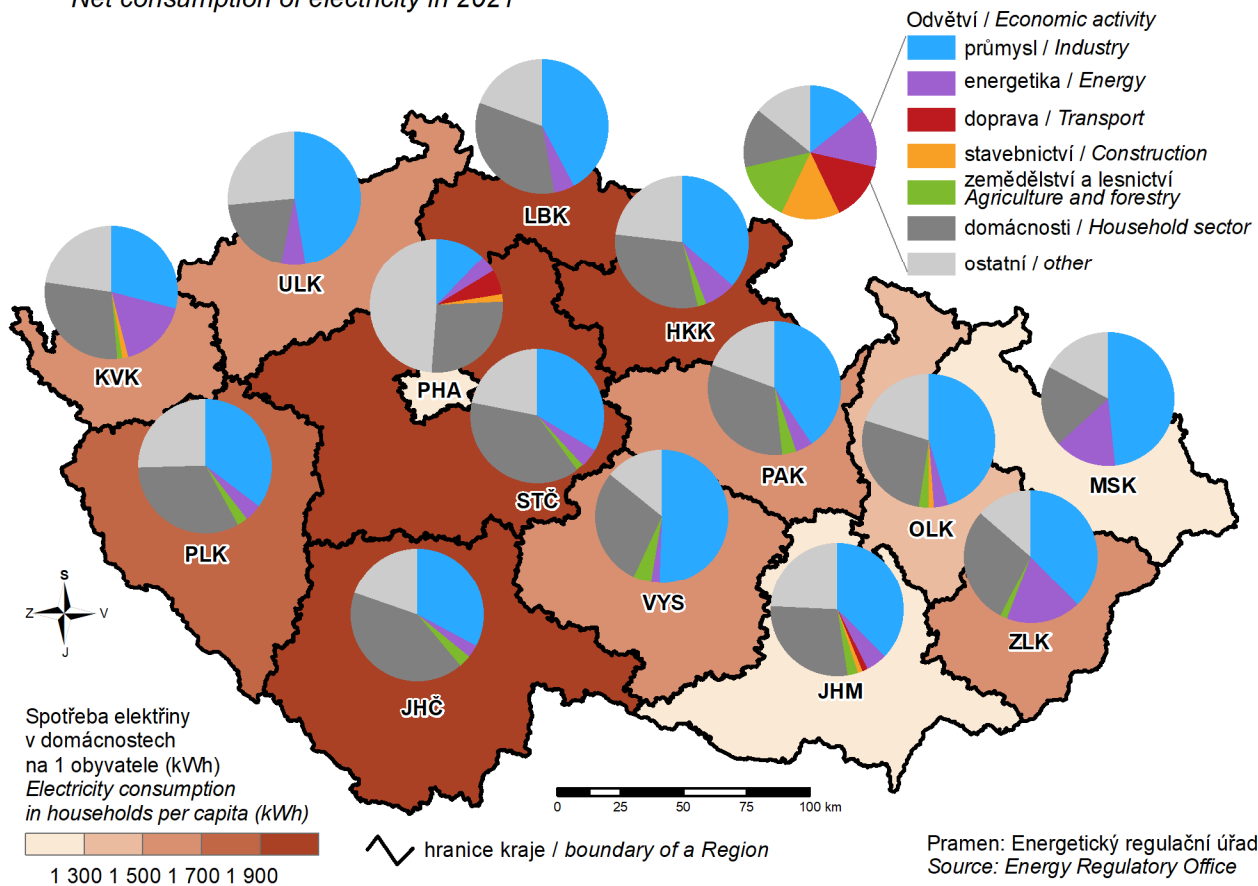 Net consumption of electricity in 2021
Odvětví / Economic activity
průmysl / Industry
energetika / Energy
doprava / Transport
stavebnictví / Construction
zemědělství a lesnictví
Agriculture and forestry
domácnosti / Household sector
ostatní / other
LBK
ULK
HKK
KVK
PHA
PAK
MSK
STČ
OLK
PLK
VYS
ZLK
JHM
JHČ
S
Z V
J
Spotřeba elektřiny
v domácnostech
na 1 obyvatele (kWh)
Electricity consumption
in households per capita (kWh)
1 300 1 500 1 700 1 900
0 25 50 75 100 km
hranice kraje / boundary of a Region
Pramen: Energetický regulační úřad
Source: Energy Regulatory Office